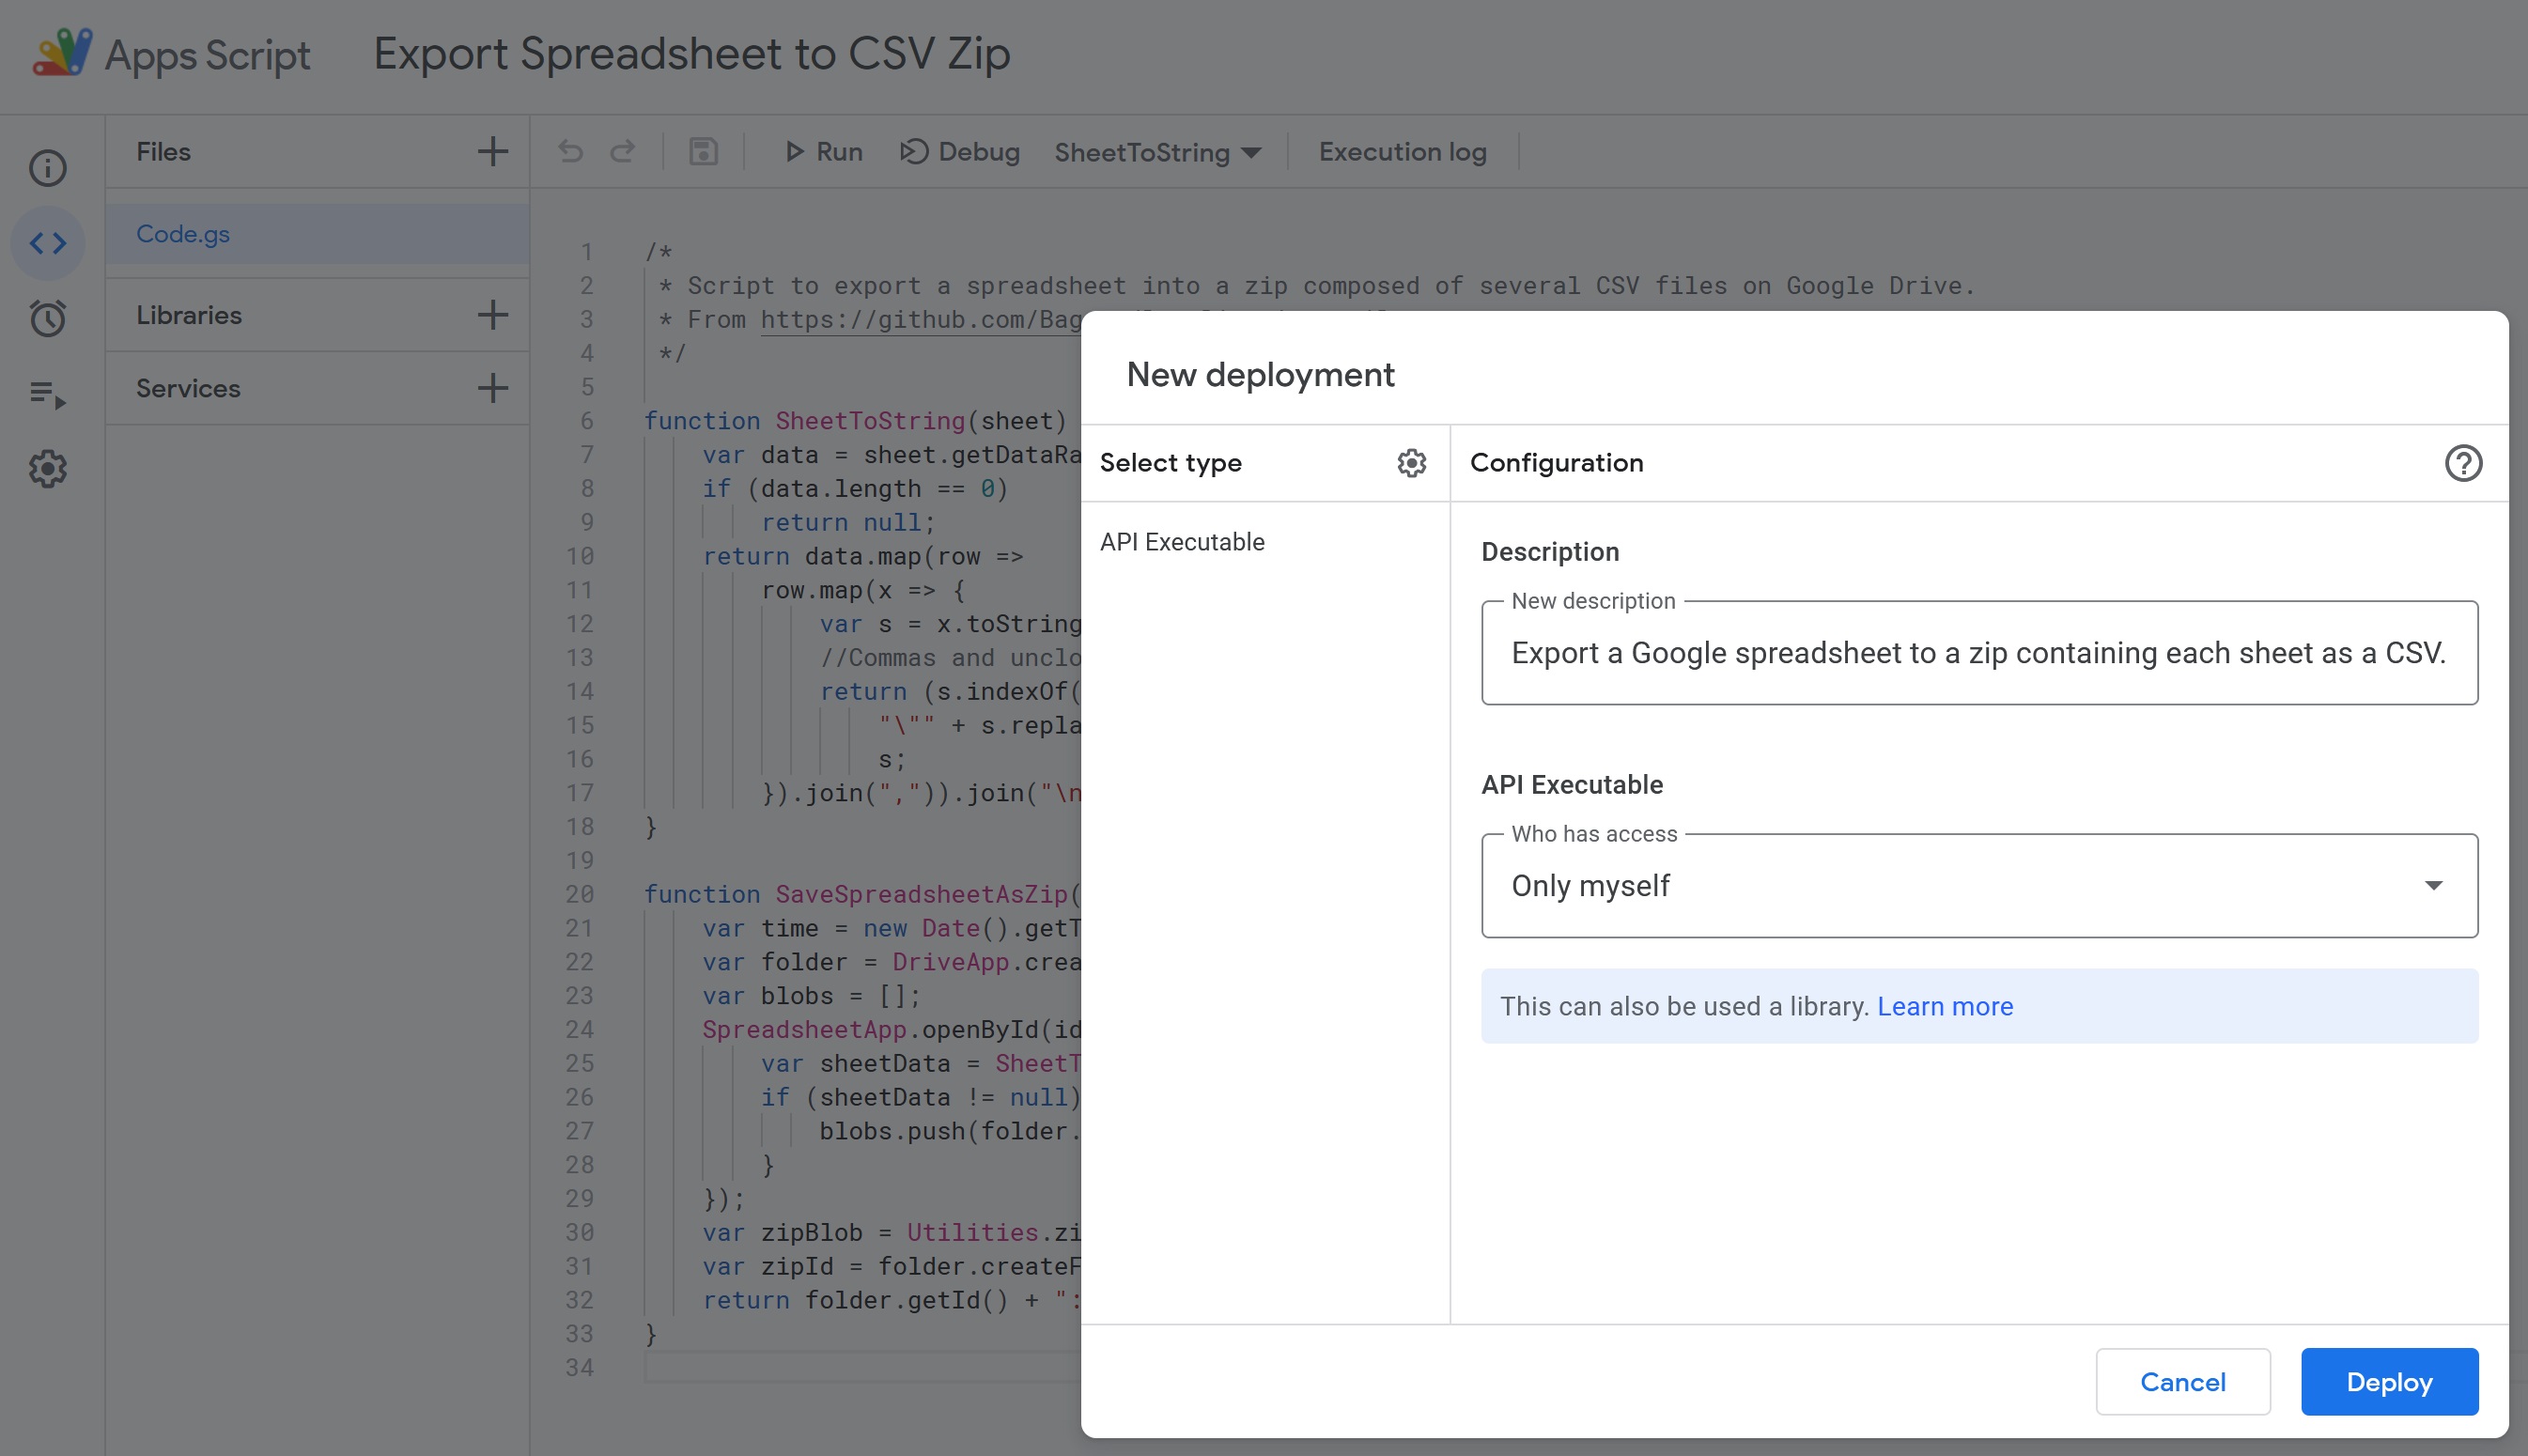 Apps Script
Export Spreadsheet to CSV Zip
Files
Code.gs
Libraries
Services
Run
Debug
SheetToString
Execution log
1 /*
2 * Script to export a spreadsheet into a zip composed of several CSV files on Google Drive.
3 * From https://github.com/Bag
4 */
5
6 function SheetToString(sheet)
7 var data = sheet.getDataRa
8 if (data.length == 0)
9 return null;
10 return data.map(row =>
11 row.map(x => {
12 var s = x.toString
13 //Commas and unclo
14 return (s.indexOf(
15 "\"" + s.repla
16 s;
17 }).join(",")).join("\n
18 }
19
20 function SaveSpreadsheetAsZip(
21 var time = new Date().getT
22 var folder = DriveApp.crea
23 var blobs = [];
24 SpreadsheetApp.openById(id
25 var sheetData = SheetT
26 if (sheetData != null)
27 blobs.push(folder.
28 }
29 });
30 var zipBlob = Utilities.zi
31 var zipId = folder.createF
32 return folder.getId() + ":
33 }
34
New deployment
Select type
API Executable
Configuration
Description
New description
Export a Google spreadsheet to a zip containing each sheet as a CSV.
API Executable
Who has access
Only myself
This can also be used a library. Learn more
Cancel
Deploy